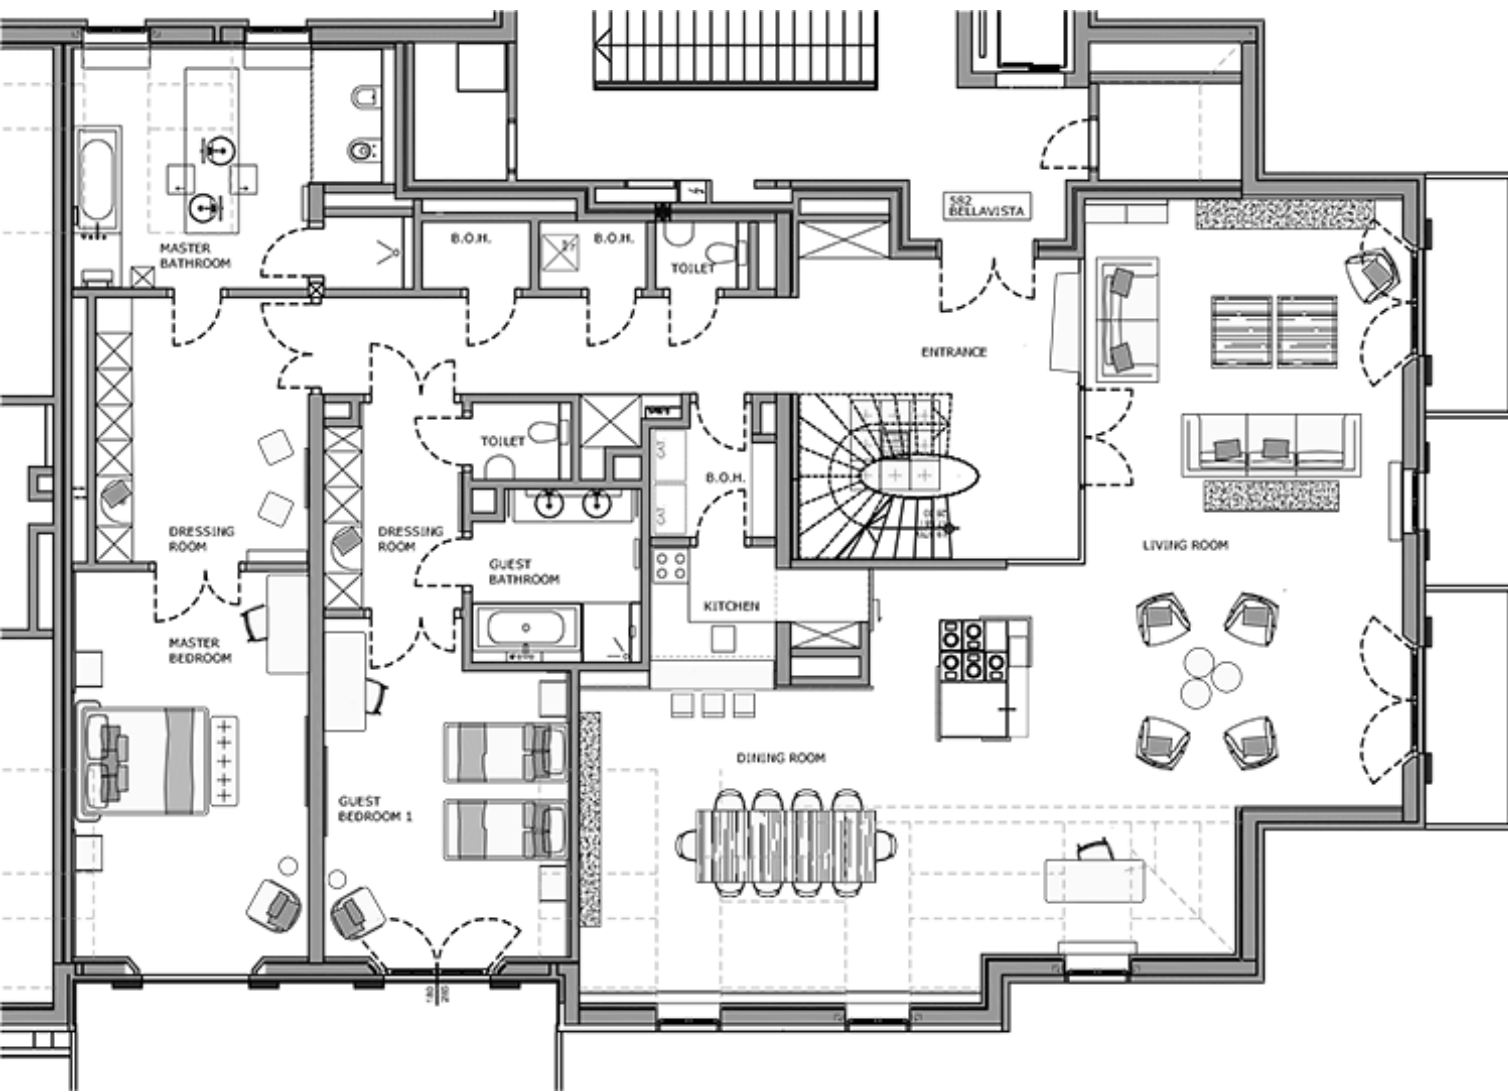 582
BELLAVISTA
MASTER
BATHROOM
B.O.H.
B.O.H.
TOILET
ENTRANCE
TOILET
B.O.H.
DRESSING
ROOM
DRESSING
ROOM
GUEST
BATHROOM
LIVING ROOM
KITCHEN
MASTER
BEDROOM
DINING ROOM
GUEST
BEDROOM 1
180